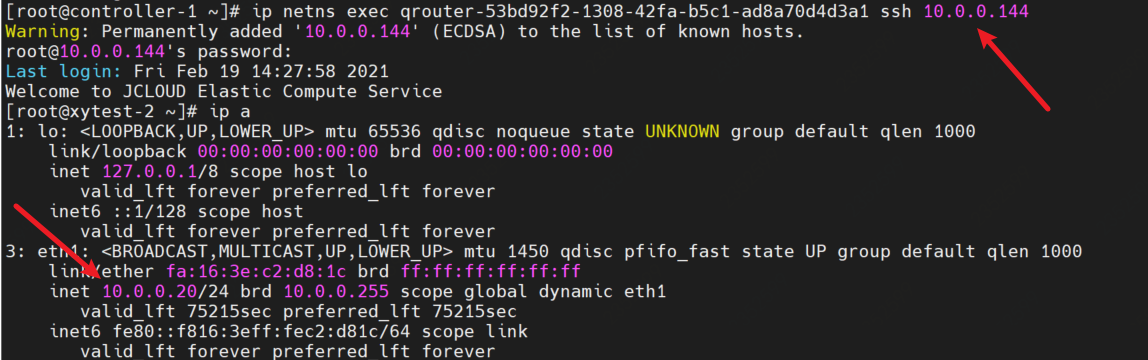 [root@controller-1 ~]# ip netns exec qrouter-53bd92f2-1308-42fa-b5c1-ad8a70d4d3a1 ssh 10.0.0.144
Warning: Permanently added '10.0.0.144' (ECDSA) to the list of known hosts.
root@10.0.0.144's password:
Last login: Fri Feb 19 14:27:58 2021
Welcome to JCLOUD Elastic Compute Service
[root@xytest-2 ~]# ip a
1: lo: <LOOPBACK,UP,LOWER_UP> mtu 65536 qdisc noqueue state UNKNOWN group default qlen 1000
    link/loopback 00:00:00:00:00:00 brd 00:00:00:00:00:00
    inet 127.0.0.1/8 scope host lo
       valid_lft forever preferred_lft forever
    inet6 ::1/128 scope host
       valid_lft forever preferred_lft forever
3: eth1: <BROADCAST,MULTICAST,UP,LOWER_UP> mtu 1450 qdisc pfifo_fast state UP group default qlen 1000
    link/ether fa:16:3e:c2:d8:1c brd ff:ff:ff:ff:ff:ff
    inet 10.0.0.20/24 brd 10.0.0.255 scope global dynamic eth1
       valid_lft 75215sec preferred_lft 75215sec
    inet6 fe80::f816:3eff:fec2:d81c/64 scope link
       valid_lft forever preferred_lft forever